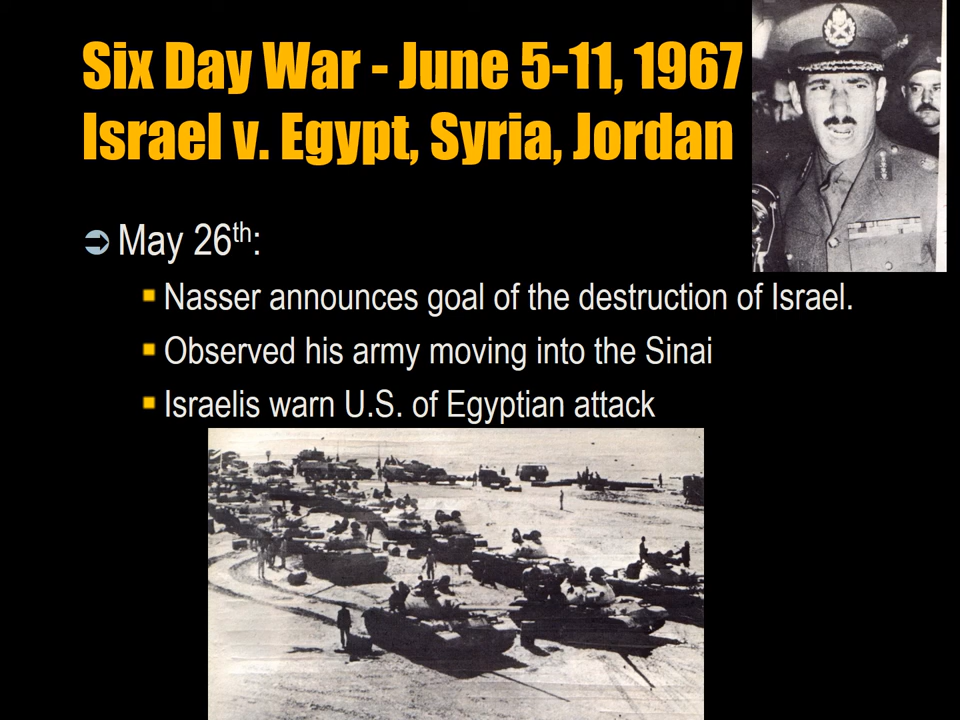 Six Day War - June 5-11, 1967
Israel v. Egypt, Syria, Jordan
May 26th:
Nasser announces goal of the destruction of Israel.
Observed his army moving into the Sinai
Israelis warn U.S. of Egyptian attack